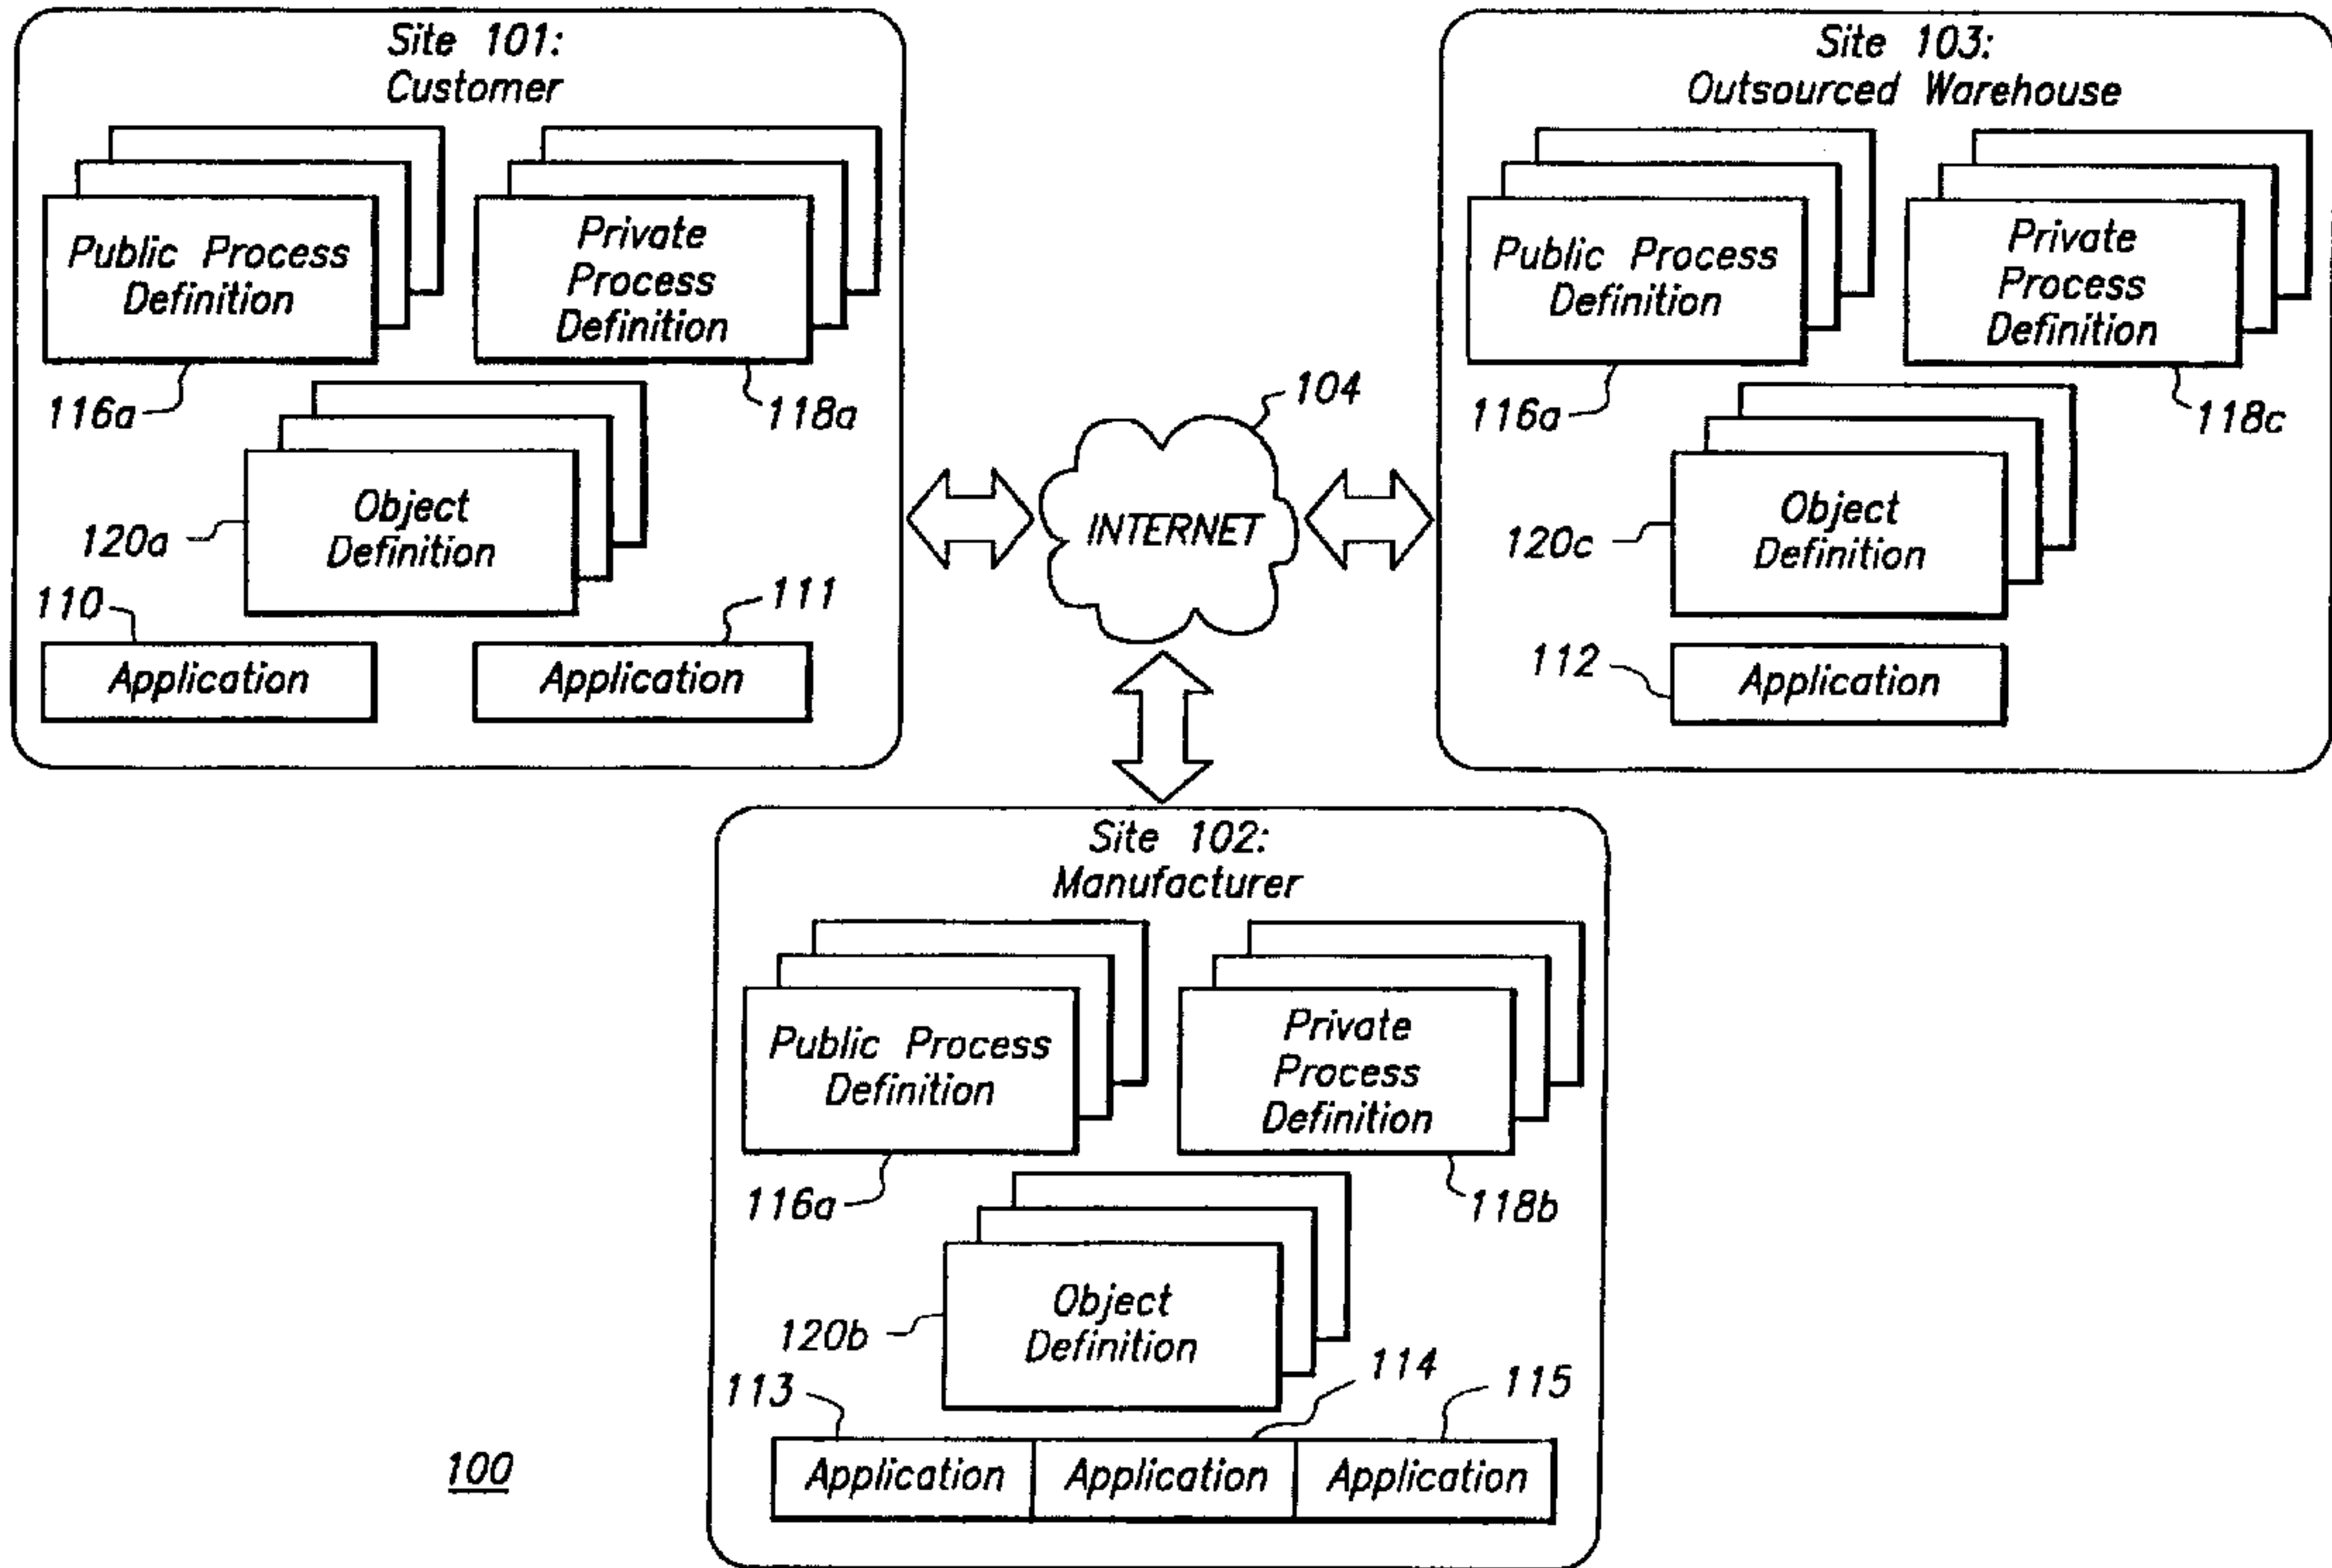 Site 101:
Customer
Public Process
Definition
Private
Process
Definition
116a
118a
Object
Definition
120a
110
111
Application
Application
104
INTERNET
Site 103:
Outsourced Warehouse
Public Process
Definition
Private
Process
Definition
116a
118c
Object
Definition
120c
112
Application
Site 102:
Manufacturer
Public Process
Definition
Private
Process
Definition
116a
118b
Object
Definition
120b
113
114
115
Application
Application
Application
100